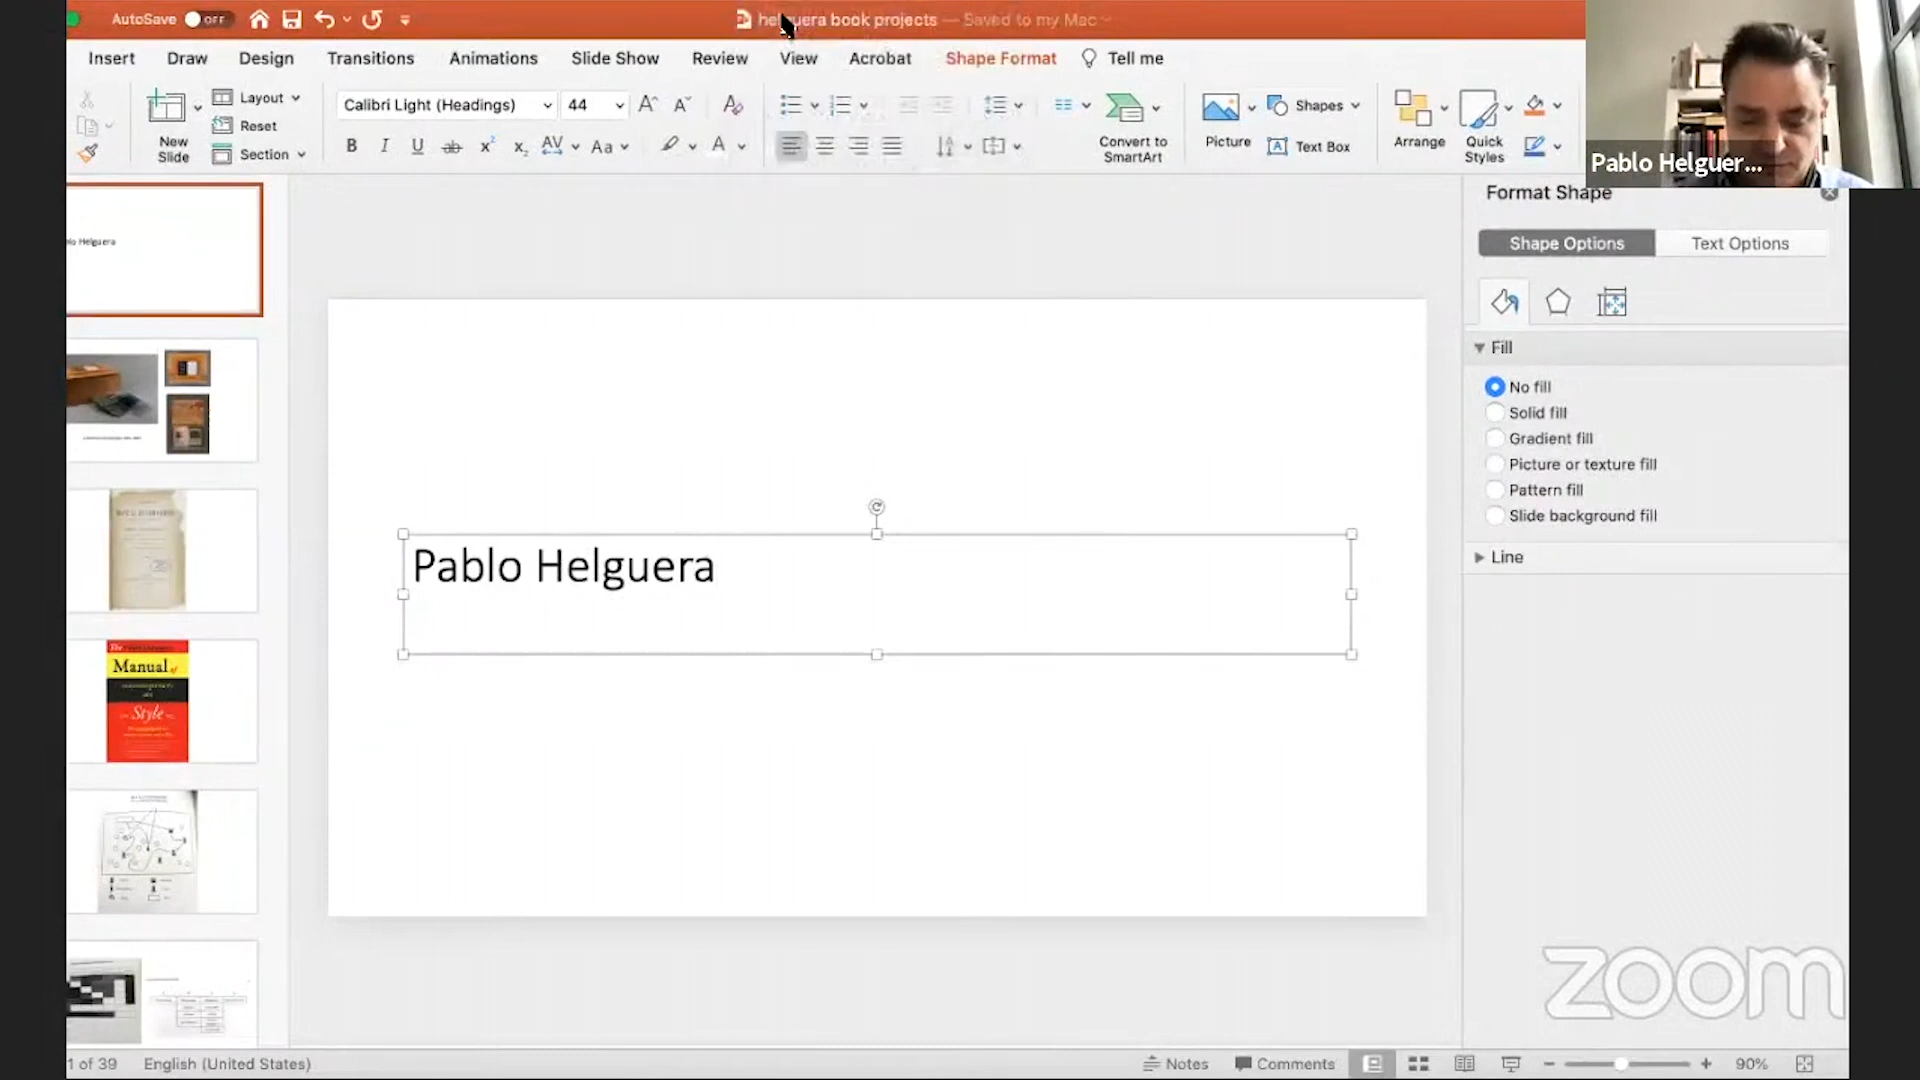 AutoSave OFF
helguera book projects — Saved to my Mac
Insert Draw Design Transitions Animations Slide Show Review View Acrobat Shape Format Tell me
New Slide
Layout
Reset
Section
Calibri Light (Headings) 44
Convert to SmartArt
Picture
Shapes
Text Box
Arrange
Quick Styles
Pablo Helguer...
Format Shape
Shape Options Text Options
Fill
No fill
Solid fill
Gradient fill
Picture or texture fill
Pattern fill
Slide background fill
Line
Helguera
The
Manual of
Style
Pablo Helguera
zoom
1 of 39 English (United States) Notes Comments 90%